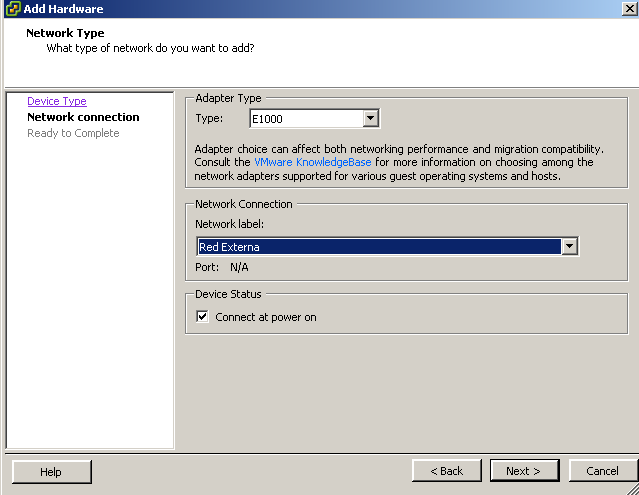 Add Hardware
Network Type
What type of network do you want to add?
Device Type
Network connection
Ready to Complete
Adapter Type
Type:
E1000
Adapter choice can affect both networking performance and migration compatibility.
Consult the VMware KnowledgeBase for more information on choosing among the
network adapters supported for various guest operating systems and hosts.
Network Connection
Network label:
Red Externa
Port: N/A
Device Status
Connect at power on
Help
< Back
Next >
Cancel